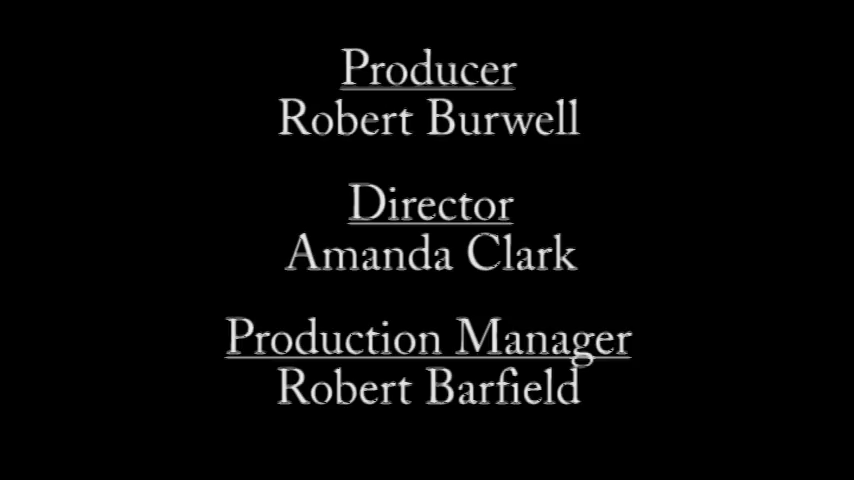 Producer
Robert Burwell
Director
Amanda Clark
Production Manager
Robert Barfield